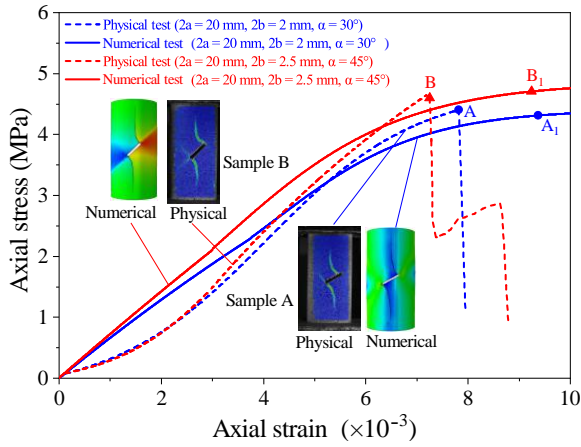 Physical test (2a = 20 mm, 2b = 2 mm, α = 30°)
Numerical test (2a = 20 mm, 2b = 2 mm, α = 30°)
Physical test (2a = 20 mm, 2b = 2.5 mm, α = 45°)
Numerical test (2a = 20 mm, 2b = 2.5 mm, α = 45°)
6
5
4
3
2
1
0
Axial stress (MPa)
B
B1
A
A1
Sample B
Numerical
Physical
Sample A
Physical
Numerical
0
2
4
6
8
10
Axial strain (×10-3)